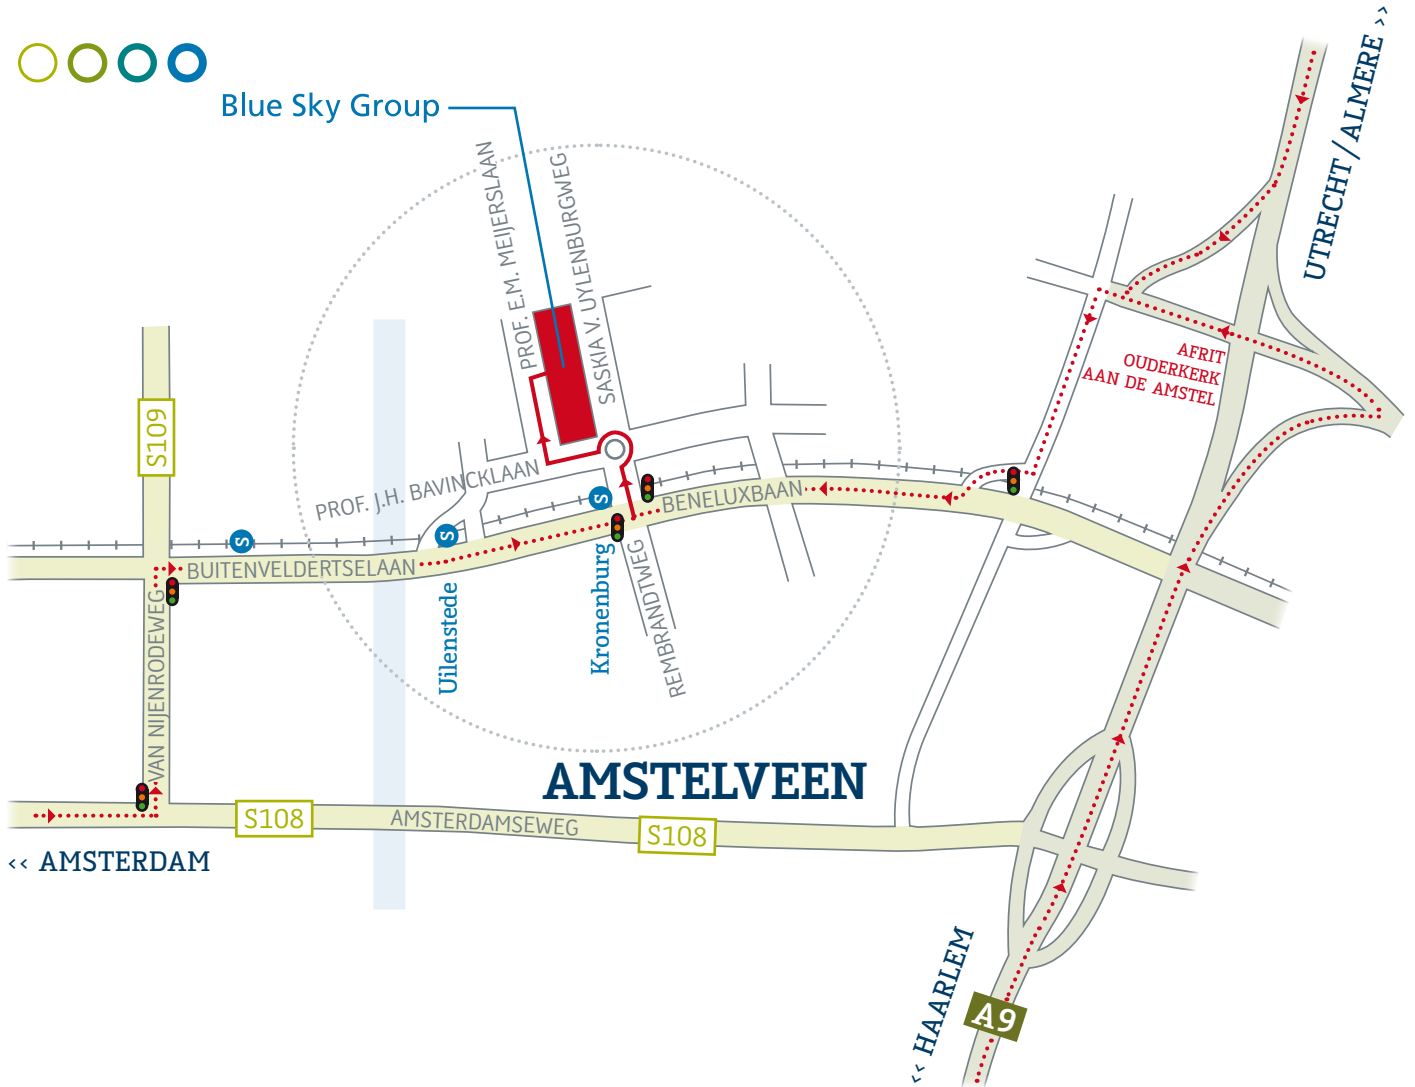 Blue Sky Group
PROF. E.M. MEIJERSLAAN
SASKIA V. UYLENBURGWEG
UTRECHT/ALMERE >>
AFRIT
OUDERKERK
AAN DE AMSTEL
S109
PROF. J.H. BAVINCKLAAN
S
BENELUXBAAN
S
S
BUITENVELDERTSELAAN
Uilenstede
Kronenburg
REMBRANDTWEG
VAN NIJENRODEWEG
AMSTELVEEN
S108
AMSTERDAMSEWEG
S108
<< AMSTERDAM
<< HAARLEM
A9